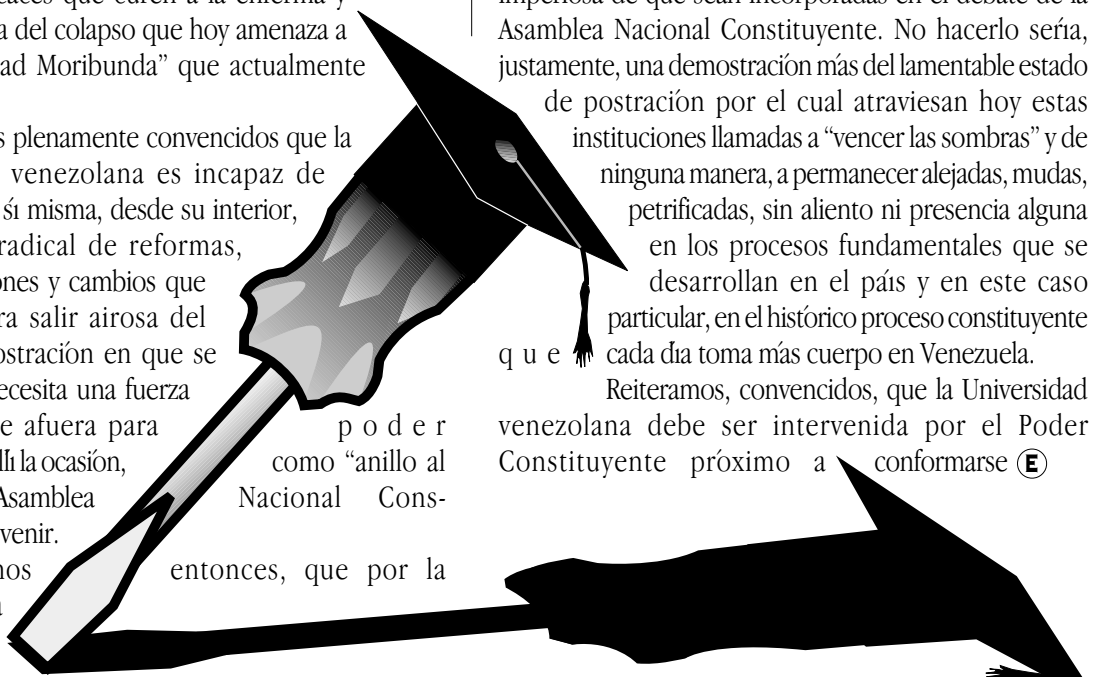 caces que curen a la enferma y
a del colapso que hoy amenaza a
ad Moribunda” que actualmente
s plenamente convencidos que la
venezolana es incapaz de
sí misma, desde su interior,
radical de reformas,
ones y cambios que
ra salir airosa del
ostración en que se
ecesita una fuerza
e afuera para poder
llí la ocasión, como “anillo al
Asamblea Nacional Cons-
venir.
nos entonces, que por la
a
imperiosa de que sean incorporadas en el debate de la
Asamblea Nacional Constituyente. No hacerlo sería,
justamente, una demostración más del lamentable estado
de postración por el cual atraviesan hoy estas
instituciones llamadas a “vencer las sombras” y de
ninguna manera, a permanecer alejadas, mudas,
petrificadas, sin aliento ni presencia alguna
en los procesos fundamentales que se
desarrollan en el país y en este caso
particular, en el histórico proceso constituyente
que cada día toma más cuerpo en Venezuela.
Reiteramos, convencidos, que la Universidad
venezolana debe ser intervenida por el Poder
Constituyente próximo a conformarse E